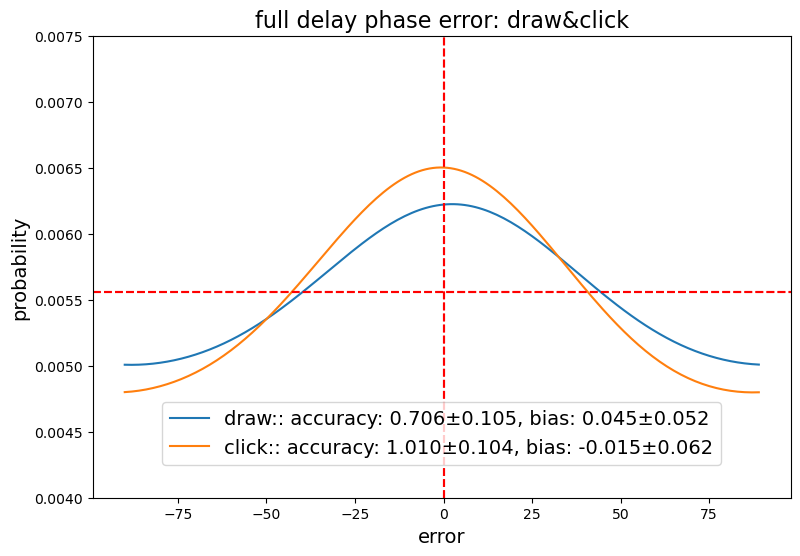 full delay phase error: draw&click
probability
0.0075
0.0070
0.0065
0.0060
0.0055
0.0050
0.0045
0.0040
draw:: accuracy: 0.706±0.105, bias: 0.045±0.052
click:: accuracy: 1.010±0.104, bias: -0.015±0.062
−75 −50 −25 0 25 50 75
error